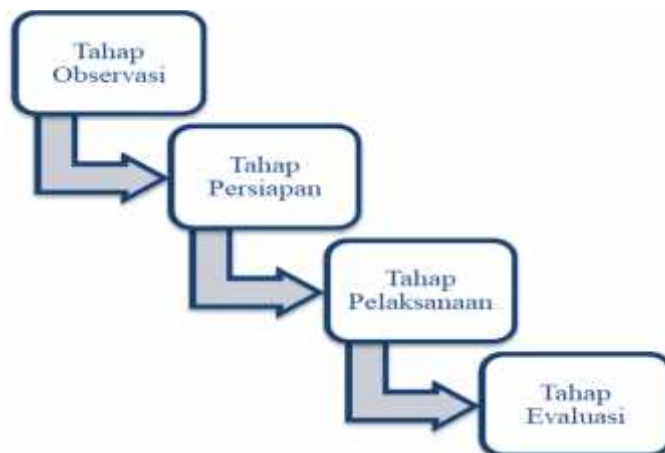 Tahap
Observasi
Tahap
Persiapan
Tahap
Pelaksanaan
Tahap
Evaluasi